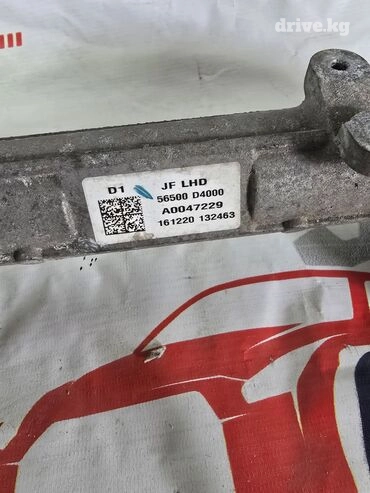 drive.kg
D1 JF LHD
56500 D4000
A0047229
161220 132463